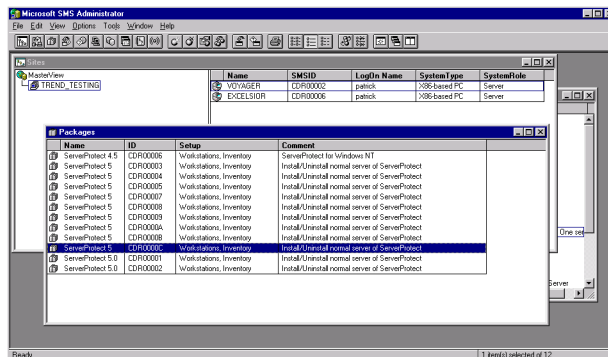 Microsoft SMS Administrator
File Edit View Options Tools Window Help
Sites
MasterView
TREND_TESTING
Name SMSID LogOn Name SystemType SystemRole
VOYAGER CDR00002 patrick X86-based PC Server
EXCELSIOR CDR00006 patrick X86-based PC Server
Packages
Name ID Setup Comment
ServerProtect 4.5 CDR00006 Workstations, Inventory ServerProtect for Windows NT
ServerProtect 5 CDR00003 Workstations, Inventory Install/Uninstall normal server of ServerProtect
ServerProtect 5 CDR00004 Workstations, Inventory Install/Uninstall normal server of ServerProtect
ServerProtect 5 CDR00005 Workstations, Inventory Install/Uninstall normal server of ServerProtect
ServerProtect 5 CDR00007 Workstations, Inventory Install/Uninstall normal server of ServerProtect
ServerProtect 5 CDR00008 Workstations, Inventory Install/Uninstall normal server of ServerProtect
ServerProtect 5 CDR00009 Workstations, Inventory Install/Uninstall normal server of ServerProtect
ServerProtect 5 CDR0000A Workstations, Inventory Install/Uninstall normal server of ServerProtect
ServerProtect 5 CDR0000B Workstations, Inventory Install/Uninstall normal server of ServerProtect
ServerProtect 5 CDR0000C Workstations, Inventory Install/Uninstall normal server of ServerProtect
ServerProtect 5.0 CDR00001 Workstations, Inventory Install/Uninstall normal server of ServerProtect
ServerProtect 5.0 CDR00002 Workstations, Inventory Install/Uninstall normal server of ServerProtect
One ser
Server
Ready 1 item(s) selected of 12